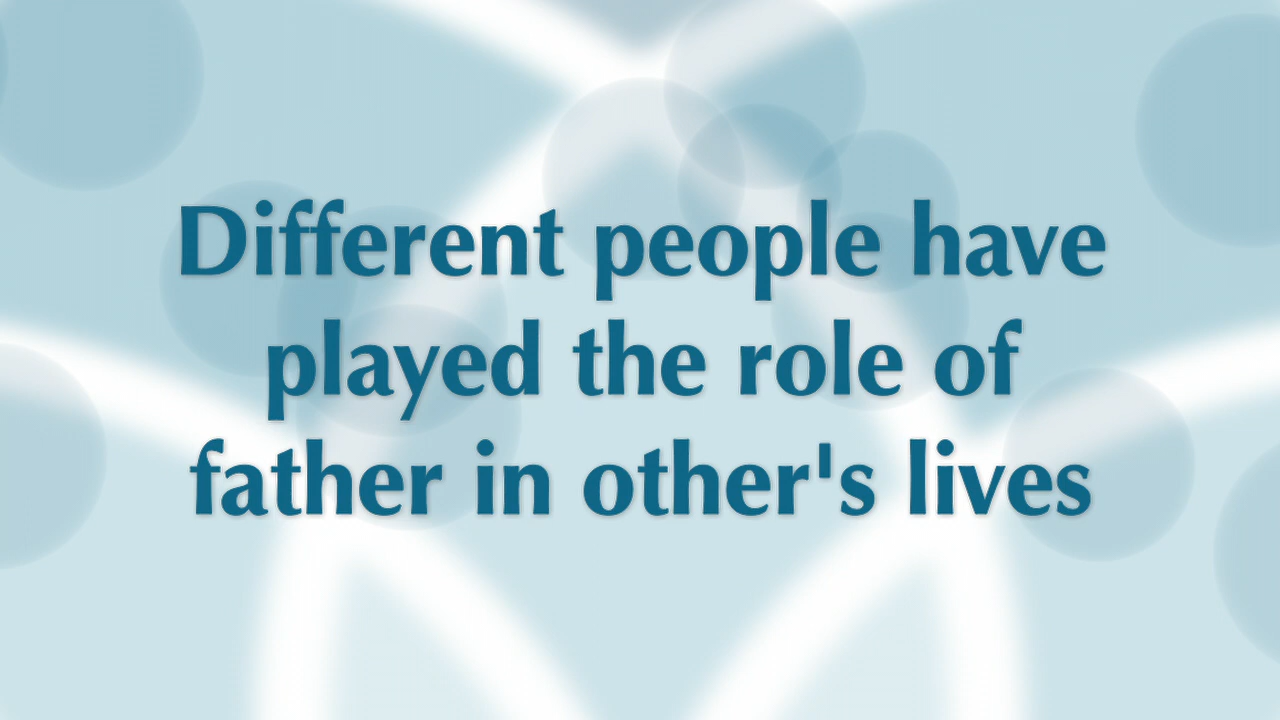 Different people have
played the role of
father in other's lives